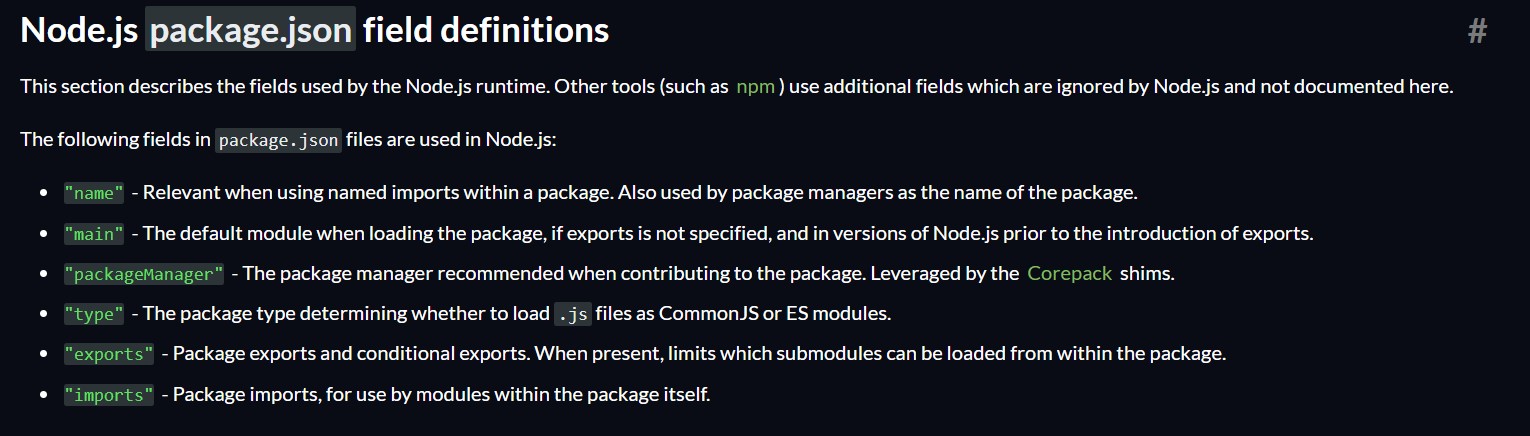 Node.js package.json field definitions #
This section describes the fields used by the Node.js runtime. Other tools (such as npm) use additional fields which are ignored by Node.js and not documented here.
The following fields in package.json files are used in Node.js:
• "name" - Relevant when using named imports within a package. Also used by package managers as the name of the package.
• "main" - The default module when loading the package, if exports is not specified, and in versions of Node.js prior to the introduction of exports.
• "packageManager" - The package manager recommended when contributing to the package. Leveraged by the Corepack shims.
• "type" - The package type determining whether to load .js files as CommonJS or ES modules.
• "exports" - Package exports and conditional exports. When present, limits which submodules can be loaded from within the package.
• "imports" - Package imports, for use by modules within the package itself.